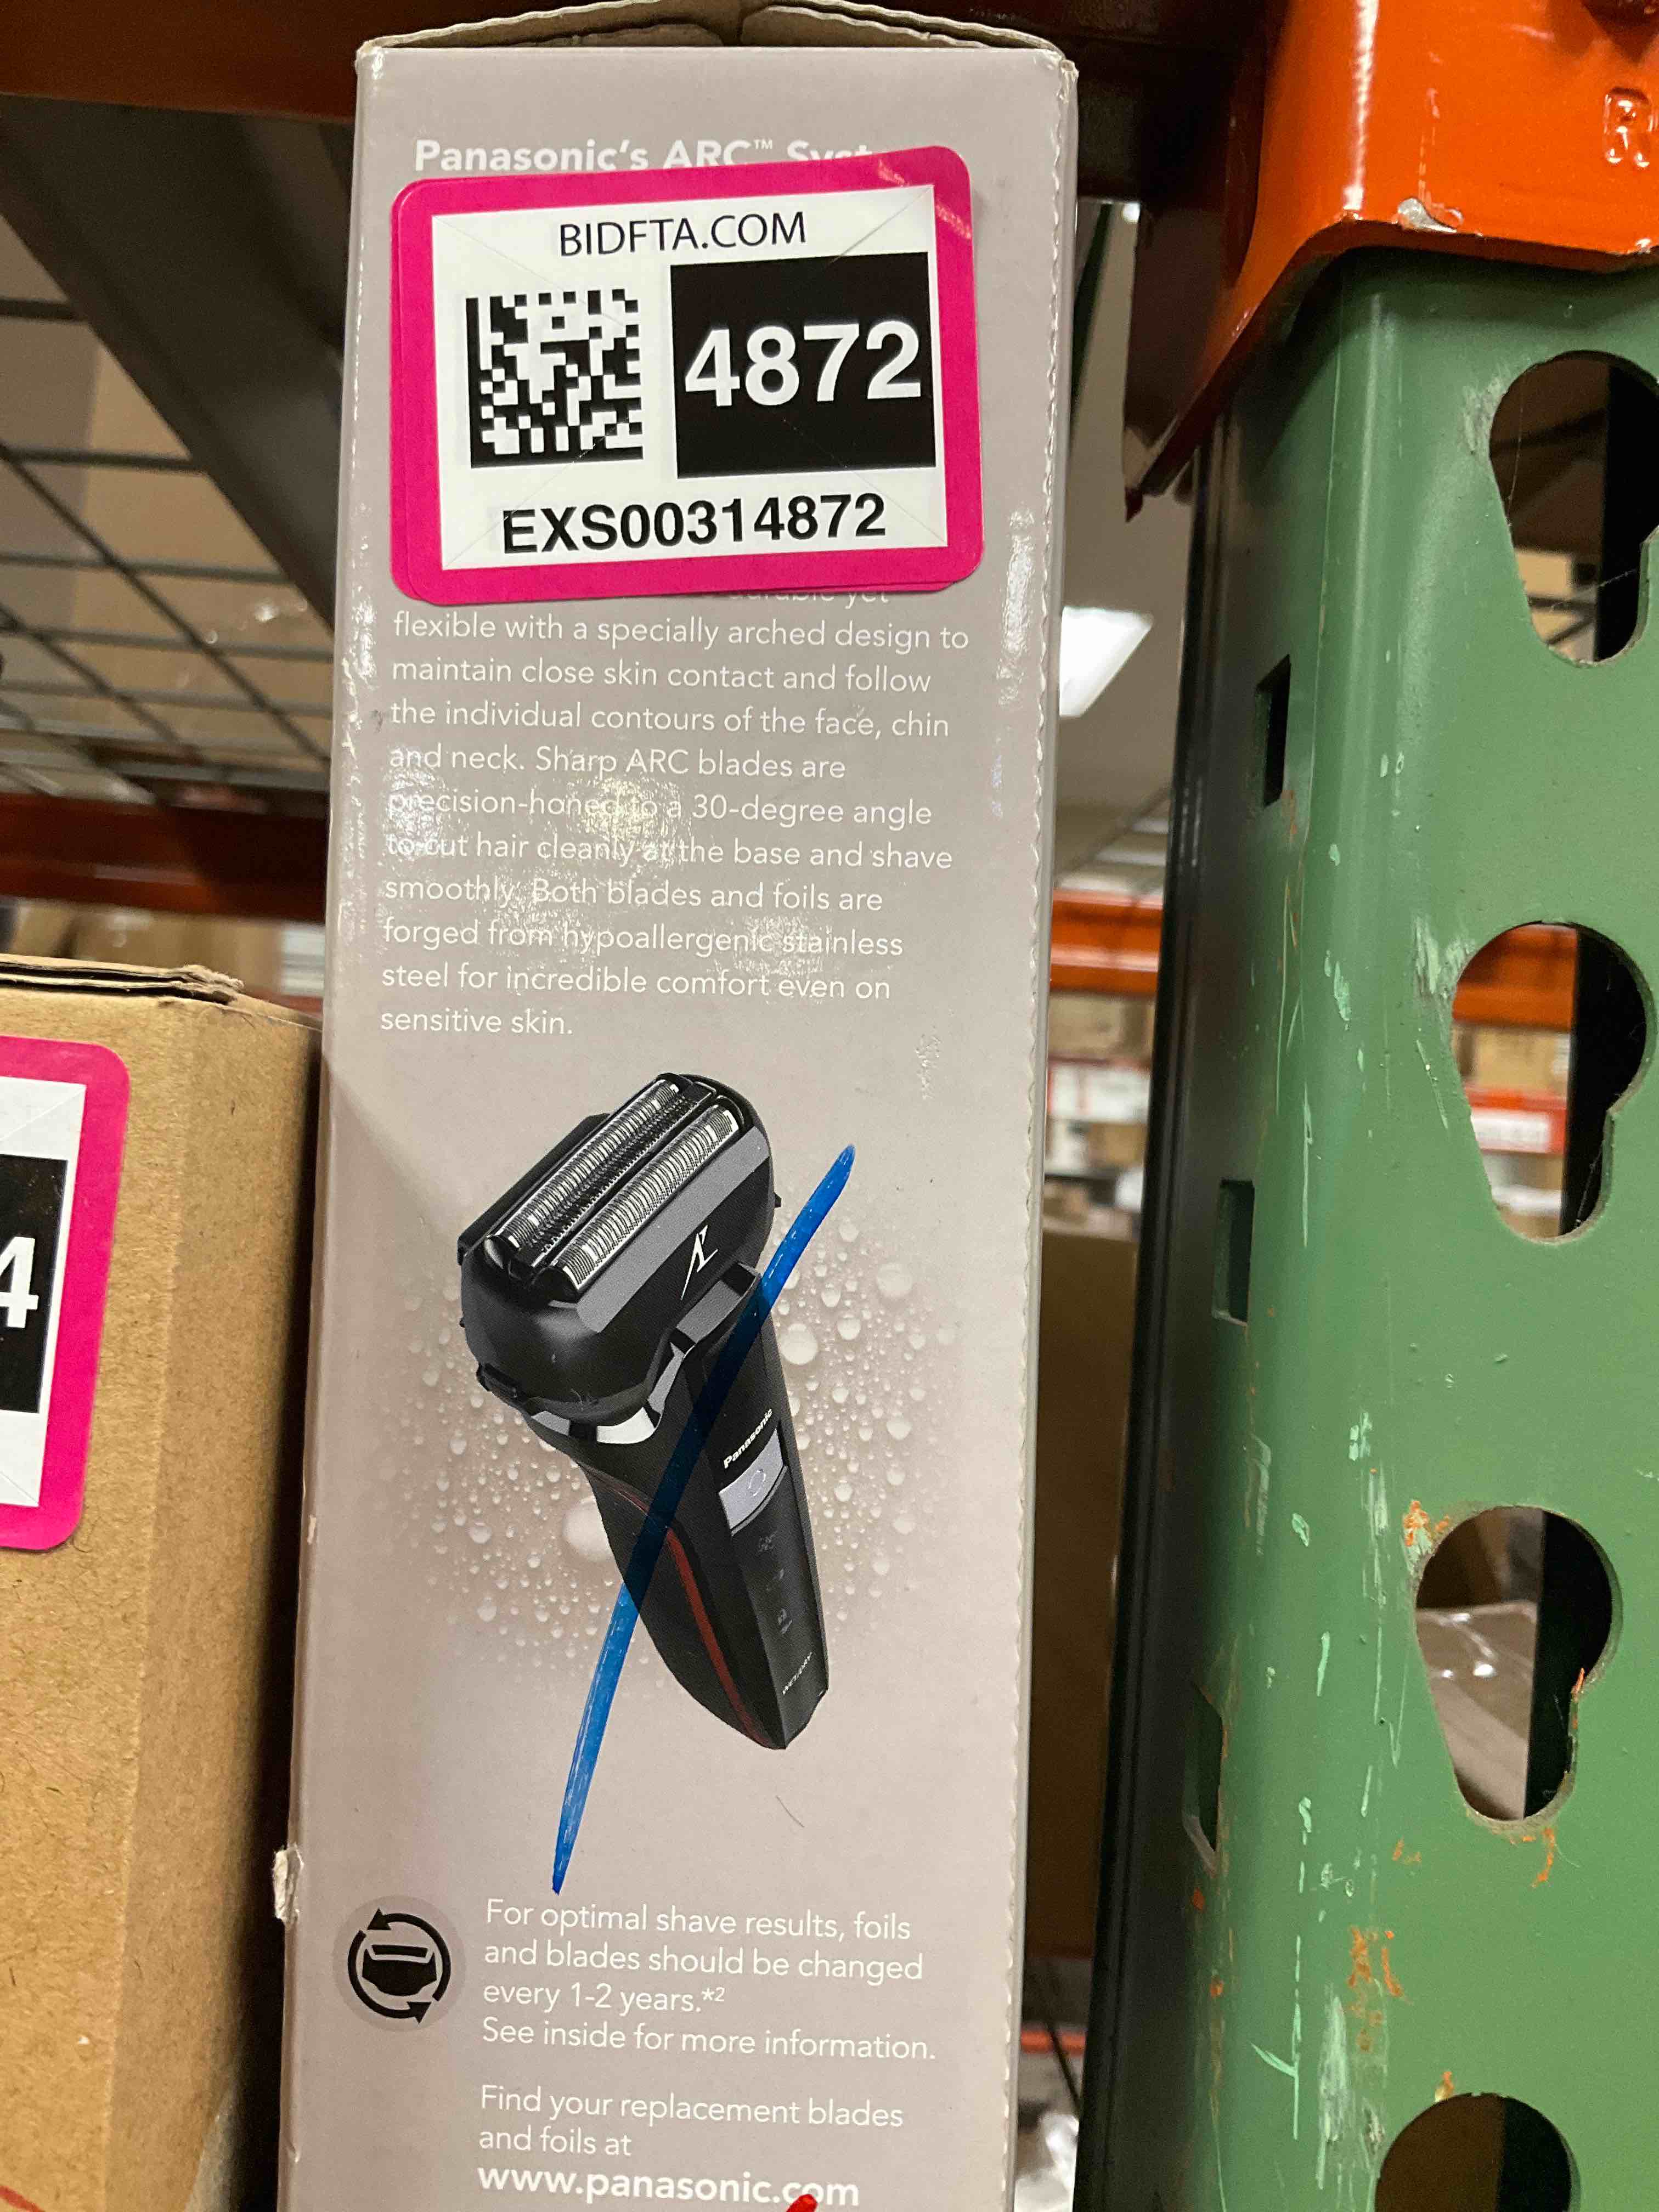 Panasonic's ARC™
BIDFTA.COM
4872
EXS00314872
durable yet
flexible with a specially arched design to
maintain close skin contact and follow
the individual contours of the face, chin
and neck. Sharp ARC blades are
precision-honed to a 30-degree angle
to cut hair cleanly at the base and shave
smoothly. Both blades and foils are
forged from hypoallergenic stainless
steel for incredible comfort even on
sensitive skin.
Panasonic
WET/DRY
For optimal shave results, foils
and blades should be changed
every 1-2 years.*2
See inside for more information.
Find your replacement blades
and foils at
www.panasonic.com
4
R